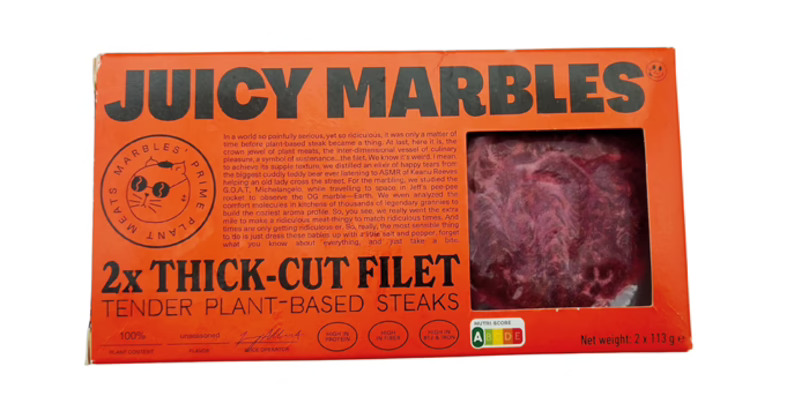 JUICY MARBLES®
MARBLES' PRIME PLANT MEATS
In a world so painfully serious, yet so ridiculous, it was only a matter of
time before plant-based steak became a thing. At last, here it is, the
crown jewel of plant meats, the inter-dimensional vessel of culinary
pleasure, a symbol of sustenance...the filet. We know it's weird. I mean,
to achieve its supple texture, we distilled an elixir of happy tears from
the biggest cuddly teddy bear ever listening to ASMR of Keanu Reeves
helping an old lady cross the street. For the marbling, we studied the
G.O.A.T, Michelangelo, while travelling to space in Jeff's pee-pee
rocket to observe the OG marble—Earth. We even analyzed the
comfort molecules in kitchens of thousands of legendary grannies to
build the coziest aroma profile. So, you see, we really went the extra
mile to make a ridiculous meat-thingy to match ridiculous times. And
times are only getting ridiculous-er. So, really, the most sensible thing
to do is just dress those babies up with a little salt and pepper, forget
what you know about everything, and just take a bite.
2x THICK-CUT FILET
TENDER PLANT-BASED STEAKS
100%
PLANT CONTENT
unseasoned
PLANTS
HIGH IN PROTEIN
HIGH IN FIBER
HIGH IN B12 & IRON
NUTRI-SCORE
A B C D E
Net weight: 2 x 113 g e